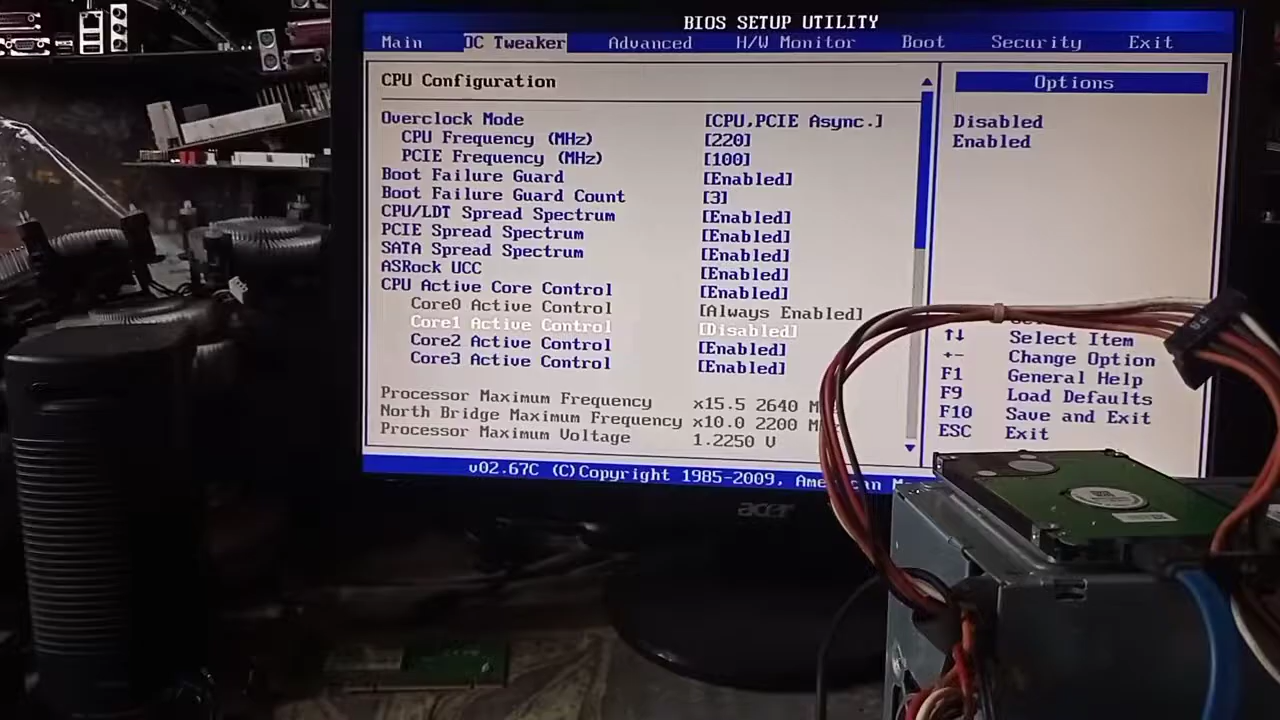 BIOS SETUP UTILITY
Main OC Tweaker Advanced H/W Monitor Boot Security Exit
CPU Configuration
Overclock Mode [CPU,PCIE Async.]
CPU Frequency (MHz) [220]
PCIE Frequency (MHz) [100]
Boot Failure Guard [Enabled]
Boot Failure Guard Count [3]
CPU/LDT Spread Spectrum [Enabled]
PCIE Spread Spectrum [Enabled]
SATA Spread Spectrum [Enabled]
ASRock UCC [Enabled]
CPU Active Core Control [Enabled]
Core0 Active Control [Always Enabled]
Core1 Active Control [Disabled]
Core2 Active Control [Enabled]
Core3 Active Control [Enabled]
Processor Maximum Frequency x15.5 2640 M
North Bridge Maximum Frequency x10.0 2200 M
Processor Maximum Voltage 1.2250 V
Options
Disabled
Enabled
↑↓ Select Item
+- Change Option
F1 General Help
F9 Load Defaults
F10 Save and Exit
ESC Exit
v02.67C (C)Copyright 1985-2009, American M
acer